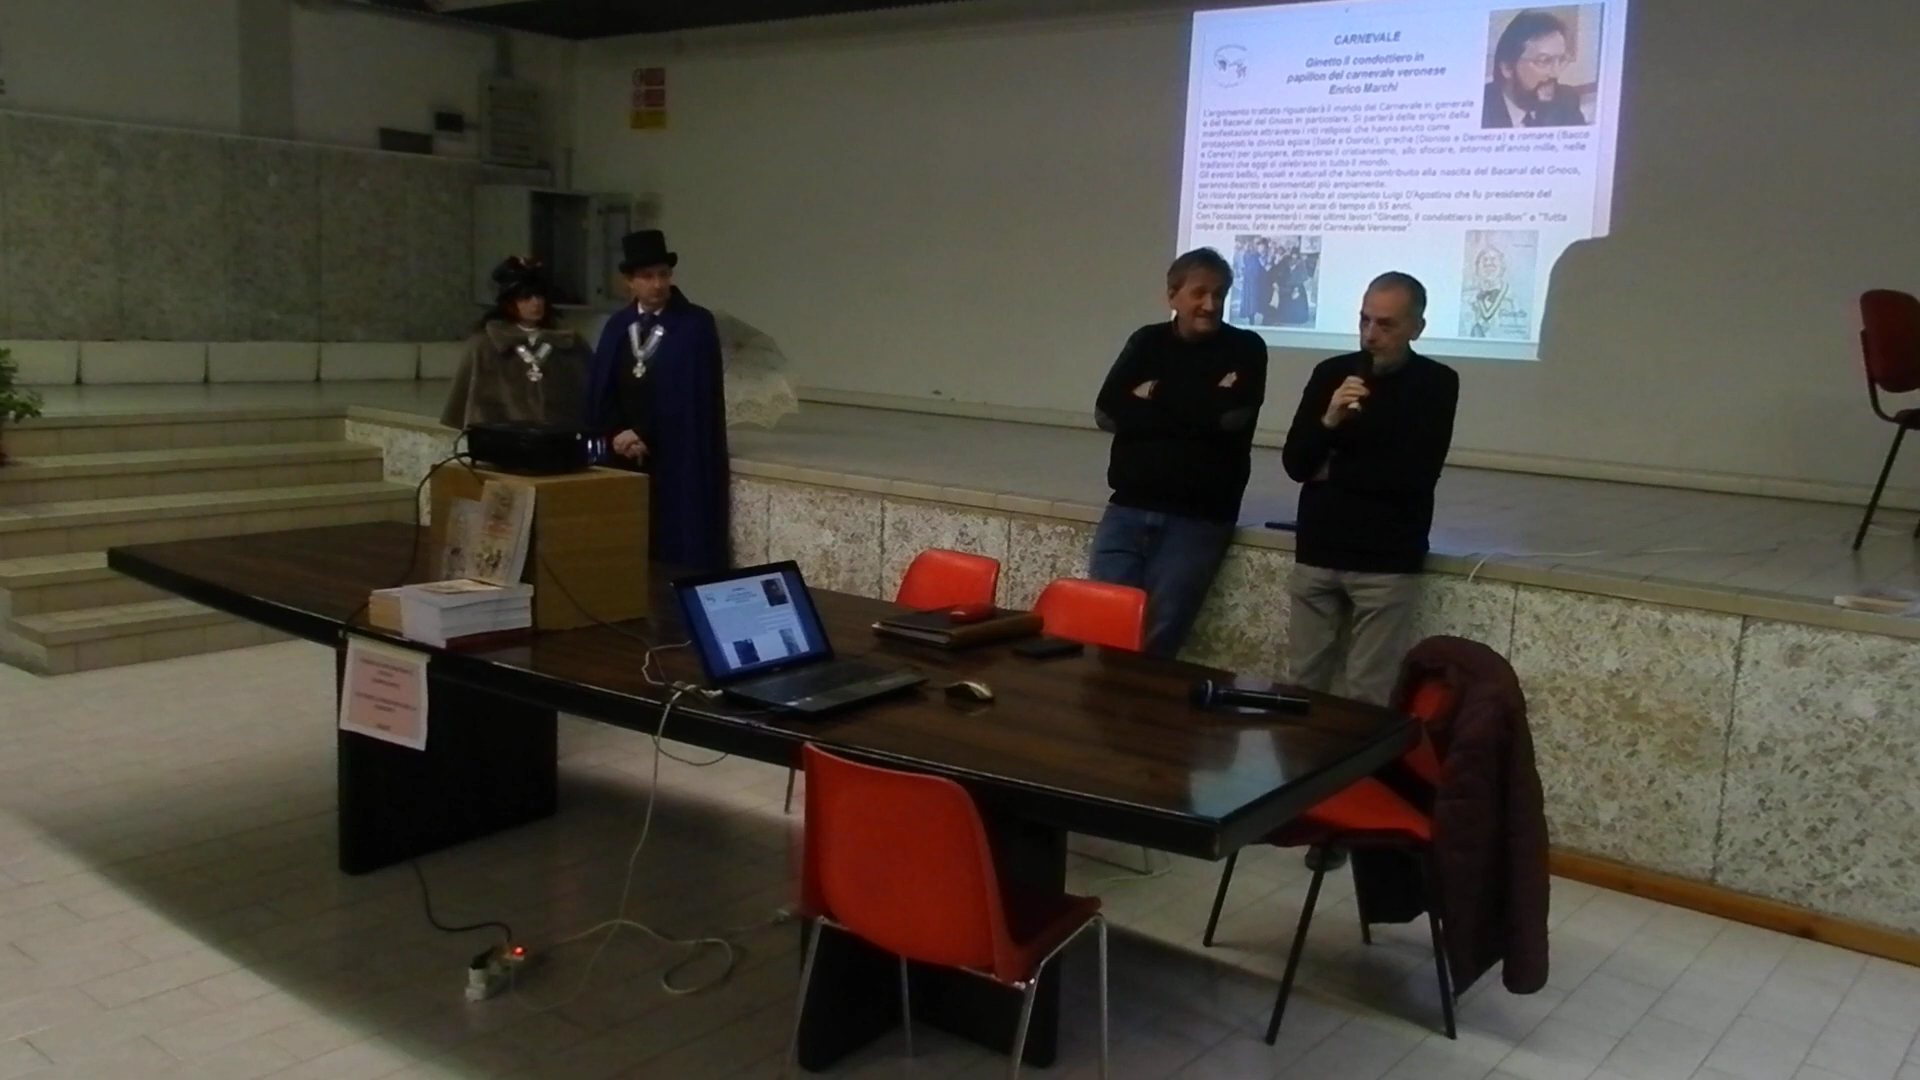 CARNEVALE
Ginetto il condottiero in
papillon del carnevale veronese
Enrico Marchi
L'argomento trattato riguarderà il mondo del Carnevale in generale
e del Bacanal del Gnoco in particolare. Si parlerà delle origini della
manifestazione attraverso i riti religiosi che hanno avuto come
protagonisti le divinità egizie (Iside e Osiride), greche (Dioniso e Demetra) e romane (Bacco
e Cerere) per giungere, attraverso il cristianesimo, allo sfociare, intorno all'anno mille, nelle
tradizioni che oggi si celebrano in tutto il mondo.
Gli eventi bellici, sociali e naturali che hanno contribuito alla nascita del Bacanal del Gnoco,
saranno descritti e commentati più ampiamente.
Un ricordo particolare sarà rivolto al compianto Luigi D'Agostino che fu presidente del
Carnevale Veronese lungo un arco di tempo di 55 anni.
Con l'occasione presenterò i miei ultimi lavori "Ginetto, il condottiero in papillon" e "Tutta
colpa di Bacco, fatti e misfatti del Carnevale Veronese".
Ginetto